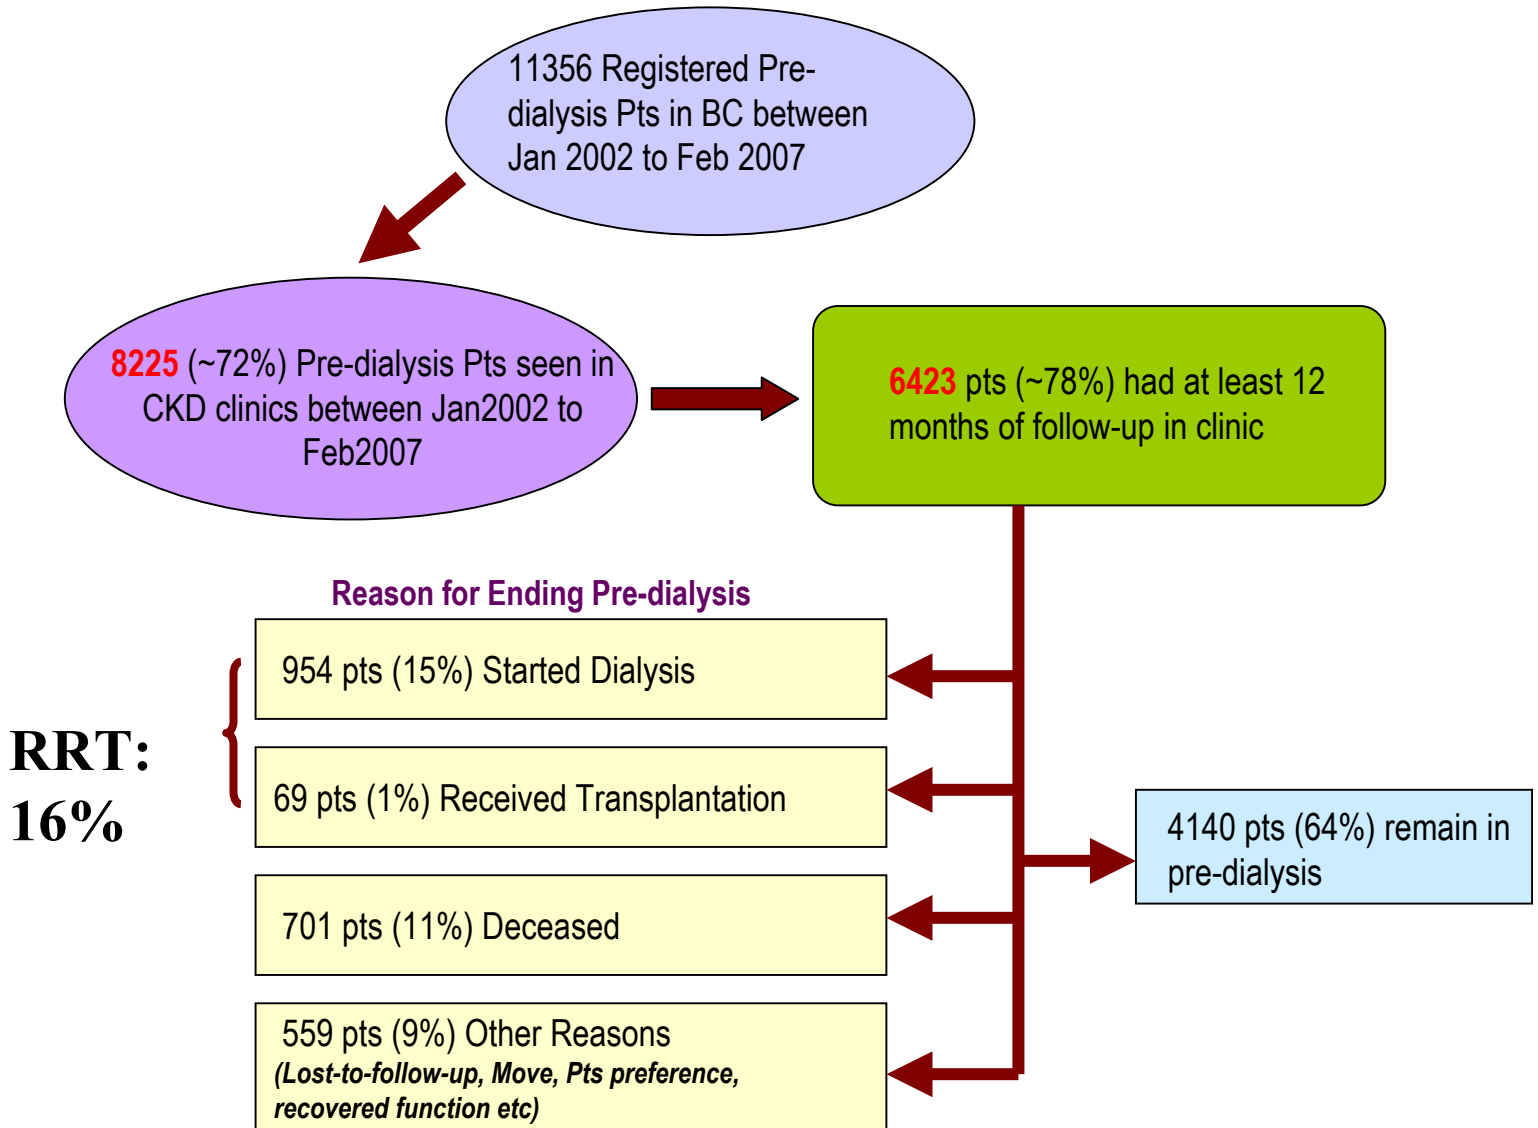 11356 Registered Pre-
dialysis Pts in BC between
Jan 2002 to Feb 2007
8225 (~72%) Pre-dialysis Pts seen in
CKD clinics between Jan2002 to
Feb2007
6423 pts (~78%) had at least 12
months of follow-up in clinic
Reason for Ending Pre-dialysis
954 pts (15%) Started Dialysis
RRT:
16%
69 pts (1%) Received Transplantation
4140 pts (64%) remain in
pre-dialysis
701 pts (11%) Deceased
559 pts (9%) Other Reasons
(Lost-to-follow-up, Move, Pts preference,
recovered function etc)